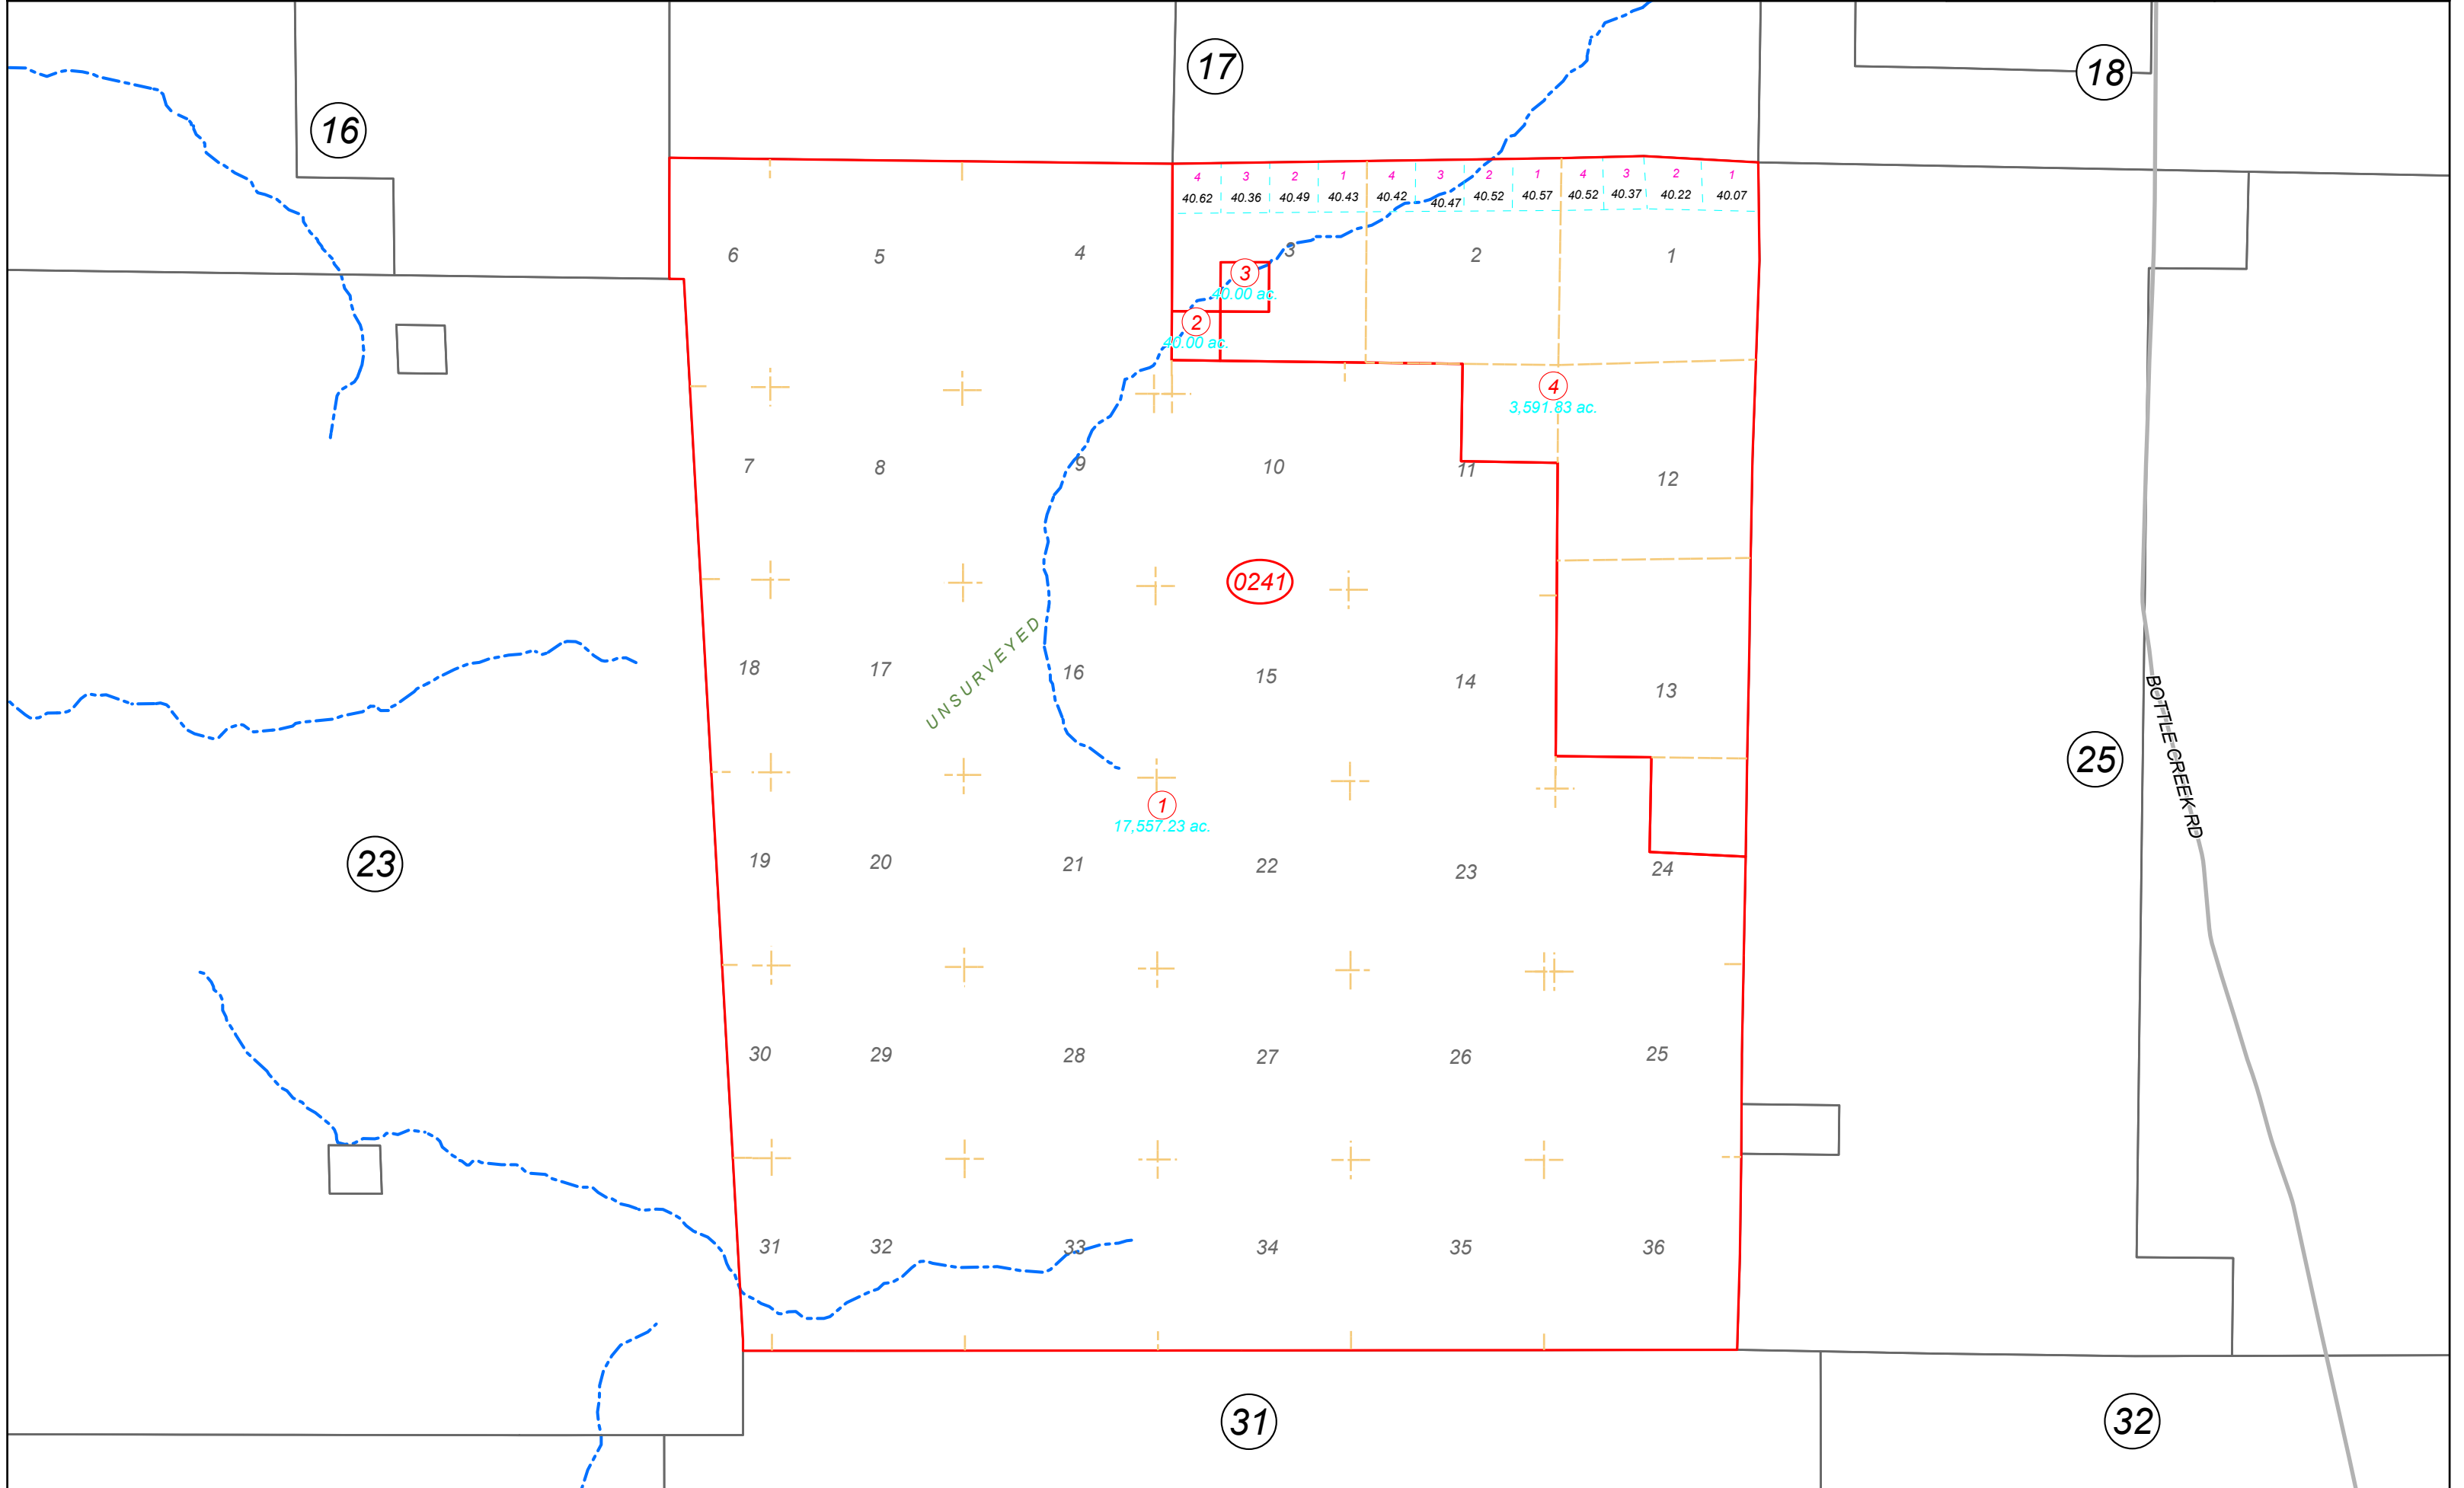 17
18
16
4 3 2 1 4 3 2 1 4 3 2 1
40.62 40.36 40.49 40.43 40.42 40.47 40.52 40.57 40.52 40.37 40.22 40.07
6 5 4 3 2 1
3
40.00 ac.
2
40.00 ac.
4
3,591.83 ac.
7 8 9 10 11 12
0241
UNSURVEYED
18 17 16 15 14 13
BOTTLE CREEK RD
25
1
17,557.23 ac.
23
19 20 21 22 23 24
30 29 28 27 26 25
31 32 33 34 35 36
31
32